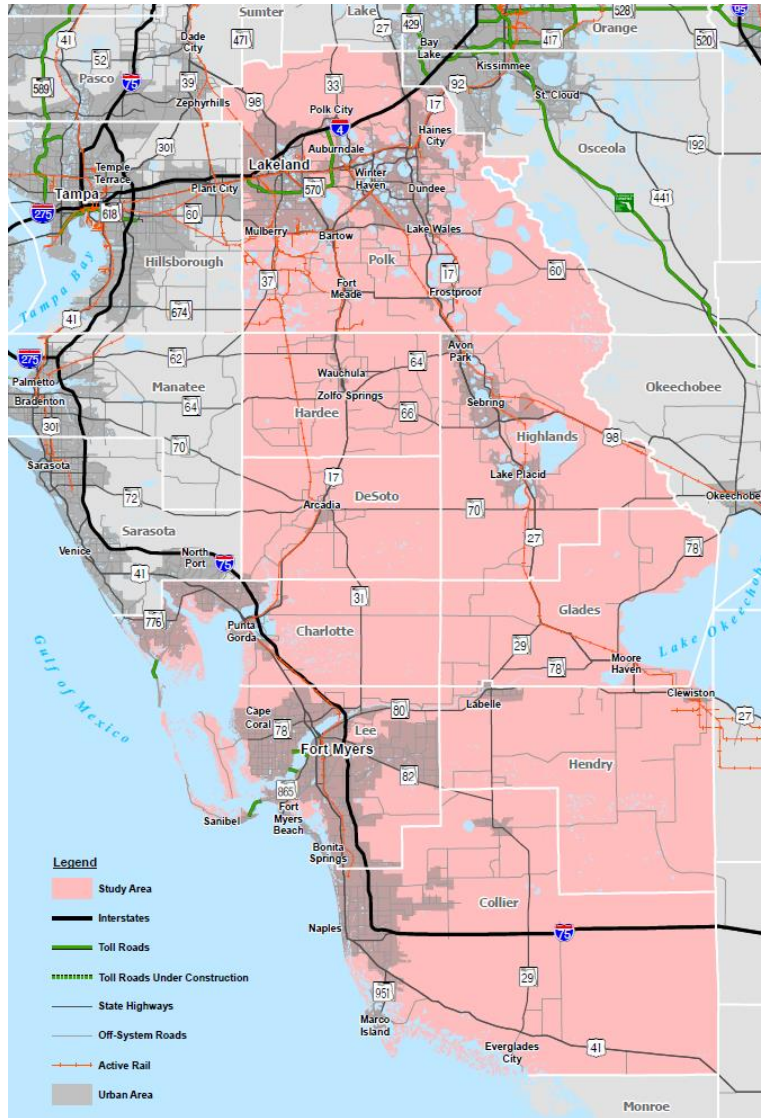 Sumter
Lake
Orange
95
528
41
52
Dade
City
471
27
429
Bay
Lake
417
520
Kissimmee
Pasco
75
39
589
Zephyrhills
98
33
92
St. Cloud
Polk City
17
4
Haines
City
192
301
Auburndale
Osceola
Temple
Terrace
Lakeland
Tampa
Plant City
570
Winter
Haven
Dundee
441
275
618
60
Mulberry
Bartow
Lake Wales
Hillsborough
Polk
60
Tampa Bay
37
Fort
Meade
17
Frostproof
674
41
275
62
Avon
Park
Palmetto
Manatee
Wauchula
64
Okeechobee
Bradenton
64
Zolfo Springs
66
Sebring
301
Hardee
Highlands
98
70
Sarasota
17
Lake Placid
72
DeSoto
Okeechobee
Arcadia
70
Sarasota
27
78
Venice
North
Port
75
41
31
776
Glades
Punta
Gorda
Charlotte
Lake Okeechobee
29
Moore
Haven
78
Gulf of Mexico
Labelle
Clewiston
Cape
Coral
80
27
78
Lee
Fort Myers
Hendry
82
865
Sanibel
Fort
Myers
Beach
Bonita
Springs
Legend
Study Area
Collier
Interstates
Naples
75
Toll Roads
Toll Roads Under Construction
29
951
State Highways
Marco
Island
Off-System Roads
Everglades
City
41
Active Rail
Urban Area
Monroe